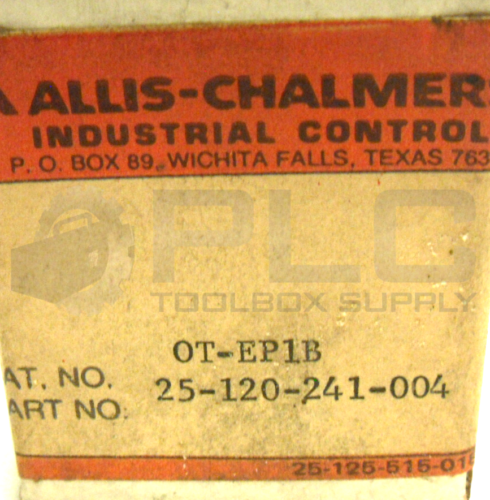 ALLIS-CHALMER
INDUSTRIAL CONTROL
P. O. BOX 89, WICHITA FALLS, TEXAS 763
PLC
TOOLBOX SUPPLY
OT-EP1B
AT. NO. 25-120-241-004
ART NO.
25-125-515-01